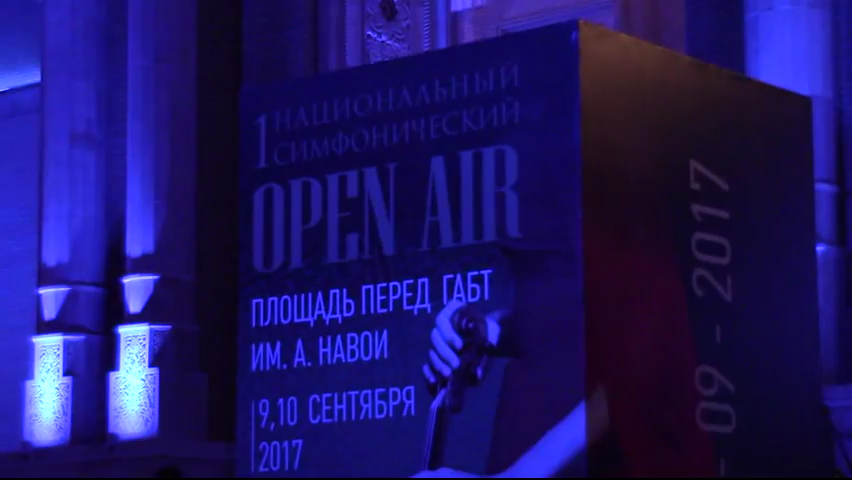 1 НАЦИОНАЛЬНЫЙ
СИМФОНИЧЕСКИЙ
OPEN AIR
ПЛОЩАДЬ ПЕРЕД ГАБТ
ИМ. А. НАВОИ
9,10 СЕНТЯБРЯ
2017
- 09 - 2017